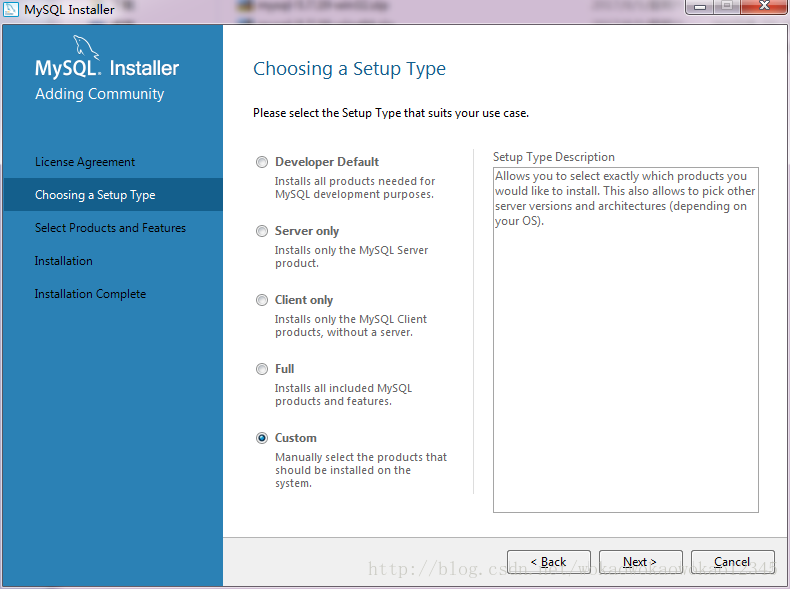 MySQL Installer
MySQL. Installer
Adding Community
License Agreement
Choosing a Setup Type
Select Products and Features
Installation
Installation Complete
Choosing a Setup Type
Please select the Setup Type that suits your use case.
Developer Default
Installs all products needed for
MySQL development purposes.
Server only
Installs only the MySQL Server
product.
Client only
Installs only the MySQL Client
products, without a server.
Full
Installs all included MySQL
products and features.
Custom
Manually select the products that
should be installed on the
system.
Setup Type Description
Allows you to select exactly which products you
would like to install. This also allows to pick other
server versions and architectures (depending on
your OS).
< Back
Next >
Cancel
http://blog.csdn.net/wokaowokaowokao12345